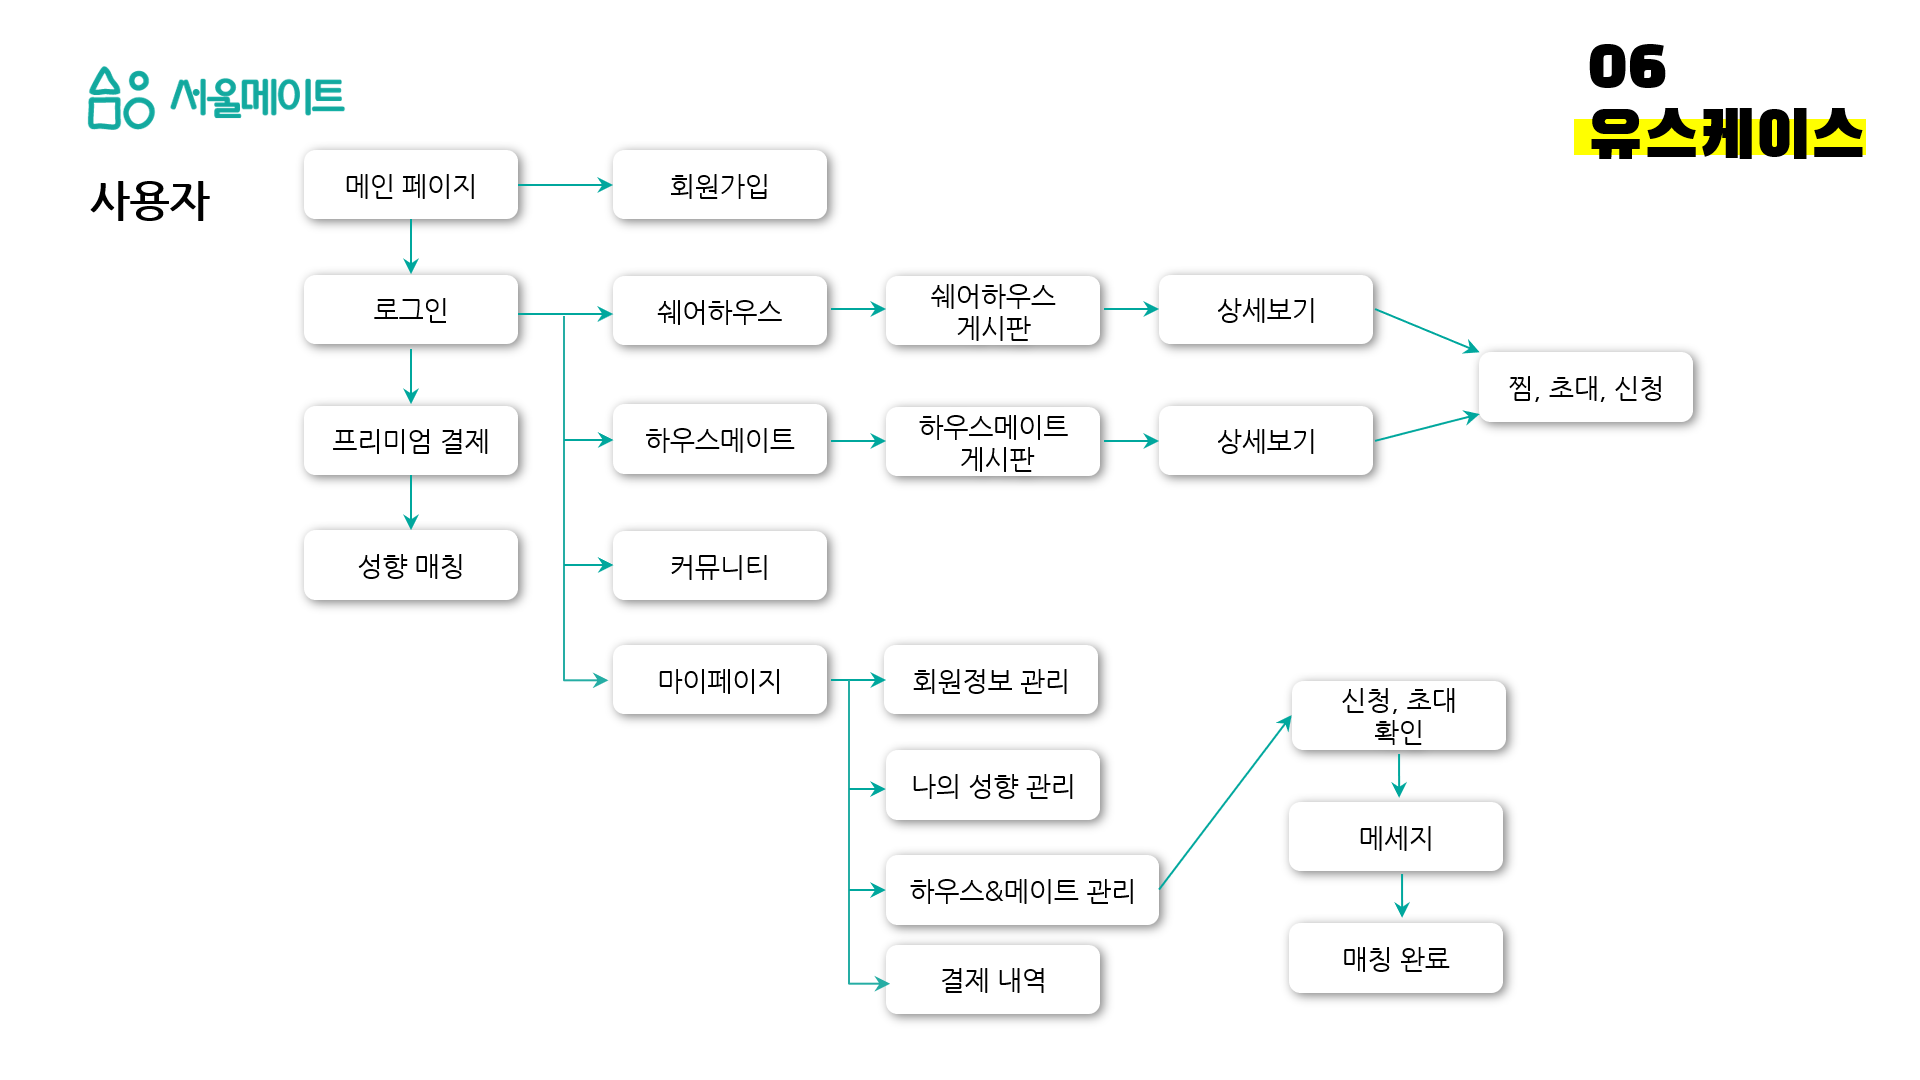 서울메이트
06
유스케이스
사용자
메인 페이지
회원가입
로그인
쉐어하우스
쉐어하우스
게시판
상세보기
찜, 초대, 신청
프리미엄 결제
하우스메이트
하우스메이트
게시판
상세보기
성향 매칭
커뮤니티
마이페이지
회원정보 관리
신청, 초대
확인
나의 성향 관리
메세지
하우스&메이트 관리
매칭 완료
결제 내역